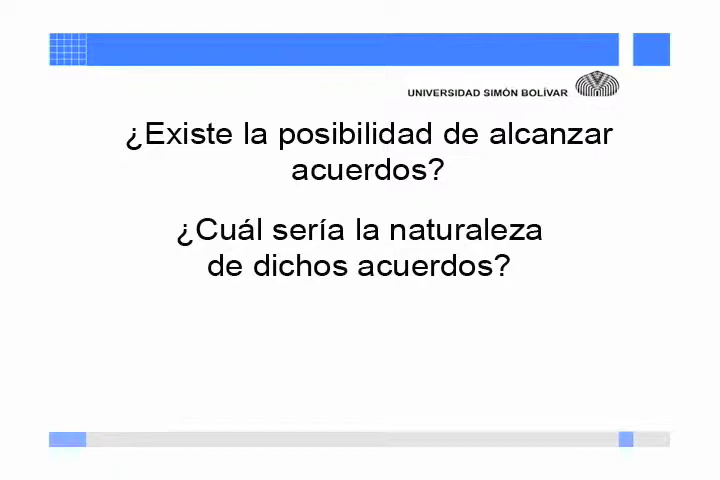 UNIVERSIDAD SIMÓN BOLÍVAR
¿Existe la posibilidad de alcanzar
acuerdos?
¿Cuál sería la naturaleza
de dichos acuerdos?